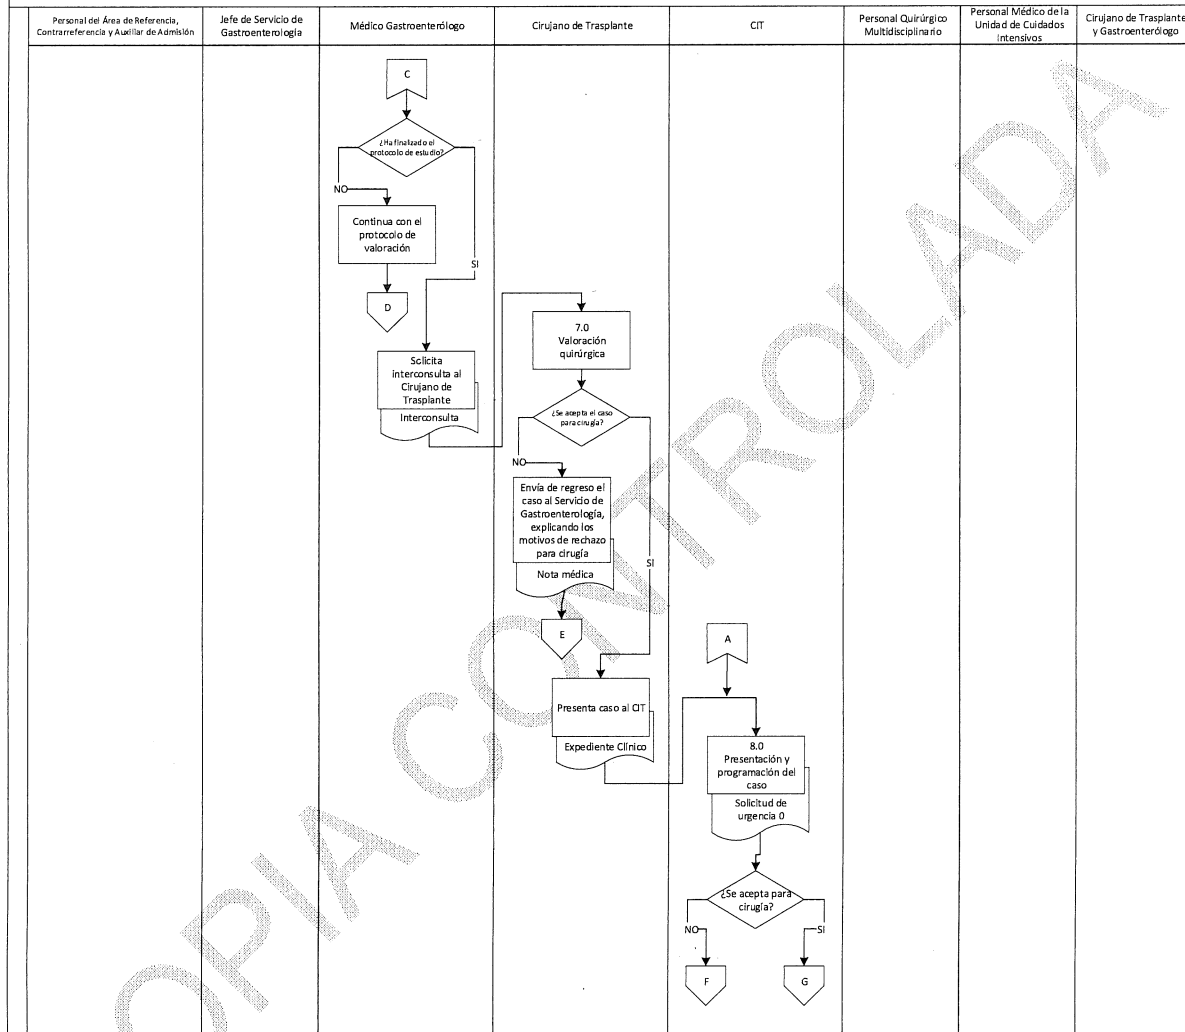 Personal del Área de Referencia,
Contrarreferencia y Auxiliar de Admisión
Jefe de Servicio de
Gastroenterología
Médico Gastroenterólogo
Cirujano de Trasplante
CIT
Personal Quirúrgico
Multidisciplinario
Personal Médico de la
Unidad de Cuidados
Intensivos
Cirujano de Trasplante
y Gastroenterólogo
C
¿Ha finalizado el
protocolo de estudio?
NO
Continua con el
protocolo de
valoración
SI
D
Solicita
interconsulta al
Cirujano de
Trasplante
Interconsulta
7.0
Valoración
quirúrgica
¿Se acepta el caso
para cirugía?
NO
Envía de regreso el
caso al Servicio de
Gastroenterología,
explicando los
motivos de rechazo
para cirugía
Nota médica
SI
E
A
Presenta caso al CIT
Expediente Clínico
8.0
Presentación y
programación del
caso
Solicitud de
urgencia 0
¿Se acepta para
cirugía?
NO
SI
F
G
OPIA CONTROLADA